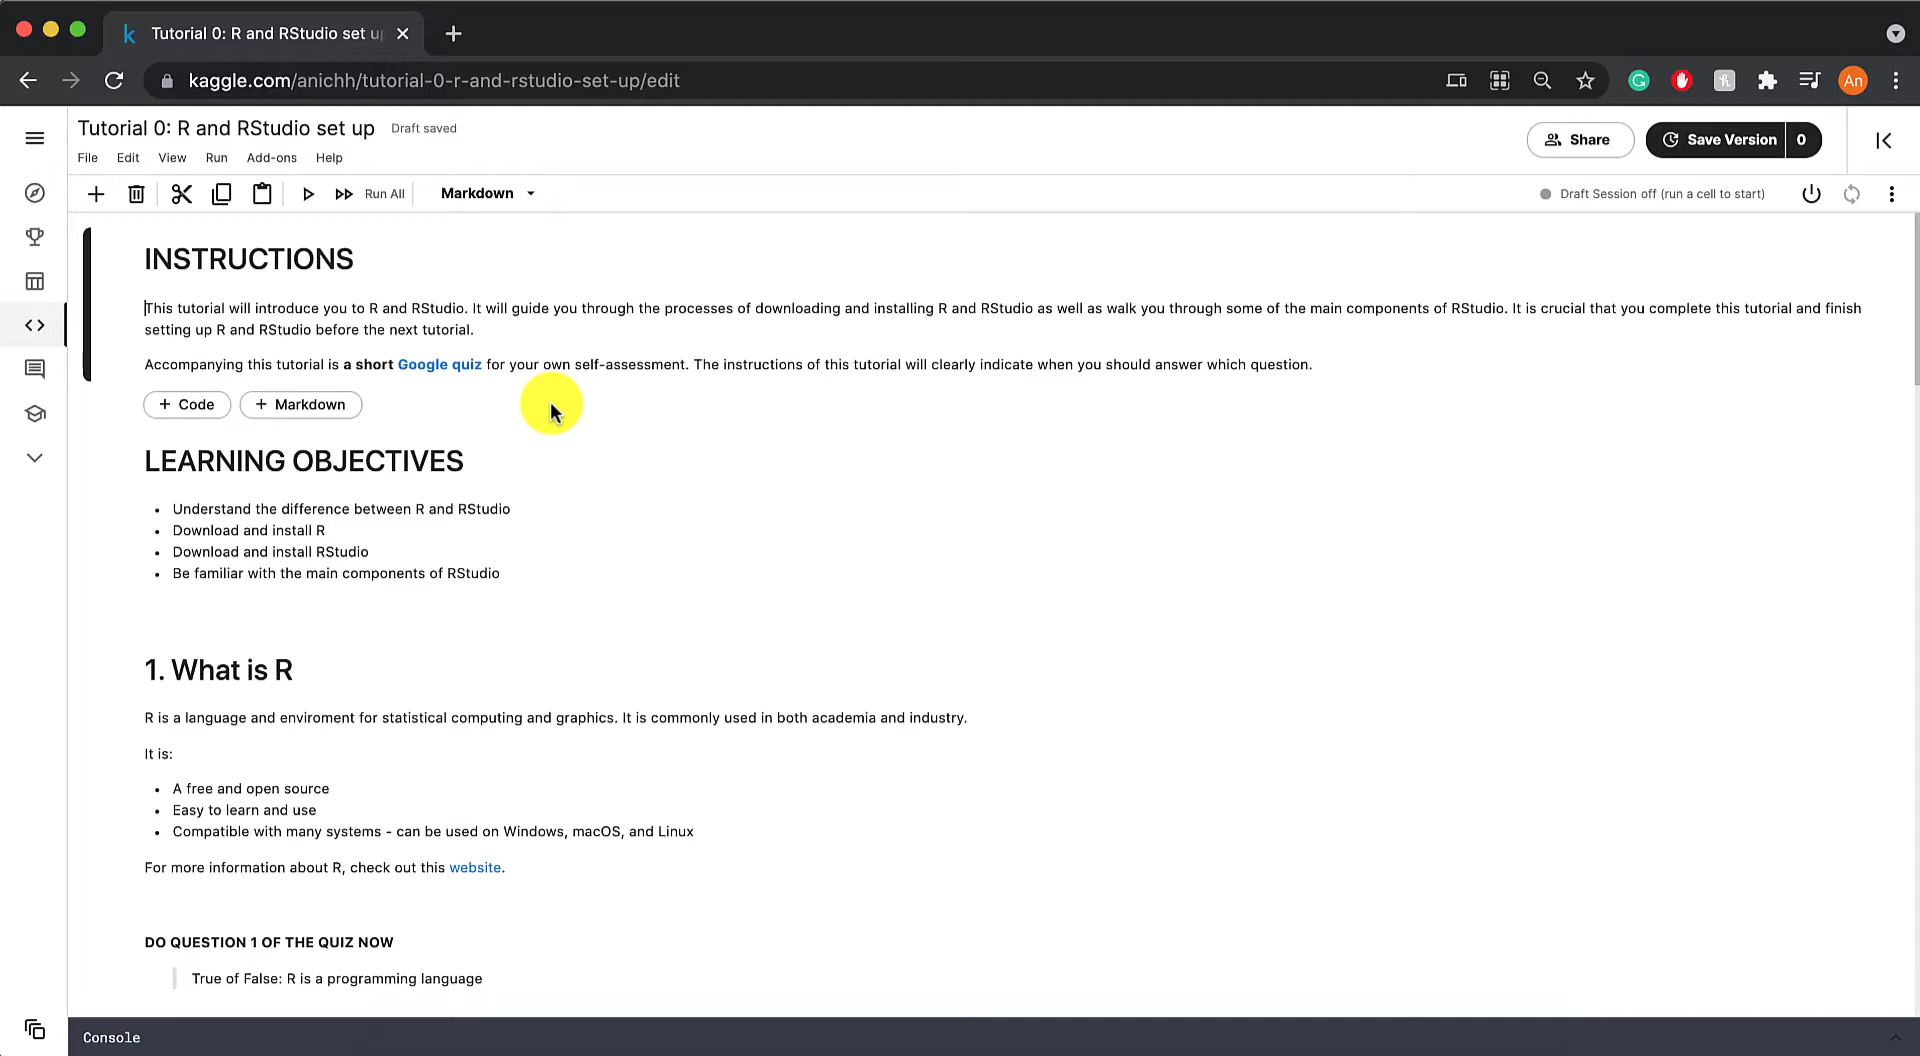 Tutorial 0: R and RStudio set u
kaggle.com/anichh/tutorial-0-r-and-rstudio-set-up/edit
An
Tutorial 0: R and RStudio set up Draft saved
File Edit View Run Add-ons Help
Share
Save Version 0
Run All
Markdown
Draft Session off (run a cell to start)
INSTRUCTIONS
This tutorial will introduce you to R and RStudio. It will guide you through the processes of downloading and installing R and RStudio as well as walk you through some of the main components of RStudio. It is crucial that you complete this tutorial and finish
setting up R and RStudio before the next tutorial.
Accompanying this tutorial is a short Google quiz for your own self-assessment. The instructions of this tutorial will clearly indicate when you should answer which question.
+ Code + Markdown
LEARNING OBJECTIVES
• Understand the difference between R and RStudio
• Download and install R
• Download and install RStudio
• Be familiar with the main components of RStudio
1. What is R
R is a language and enviroment for statistical computing and graphics. It is commonly used in both academia and industry.
It is:
• A free and open source
• Easy to learn and use
• Compatible with many systems - can be used on Windows, macOS, and Linux
For more information about R, check out this website.
DO QUESTION 1 OF THE QUIZ NOW
True of False: R is a programming language
Console